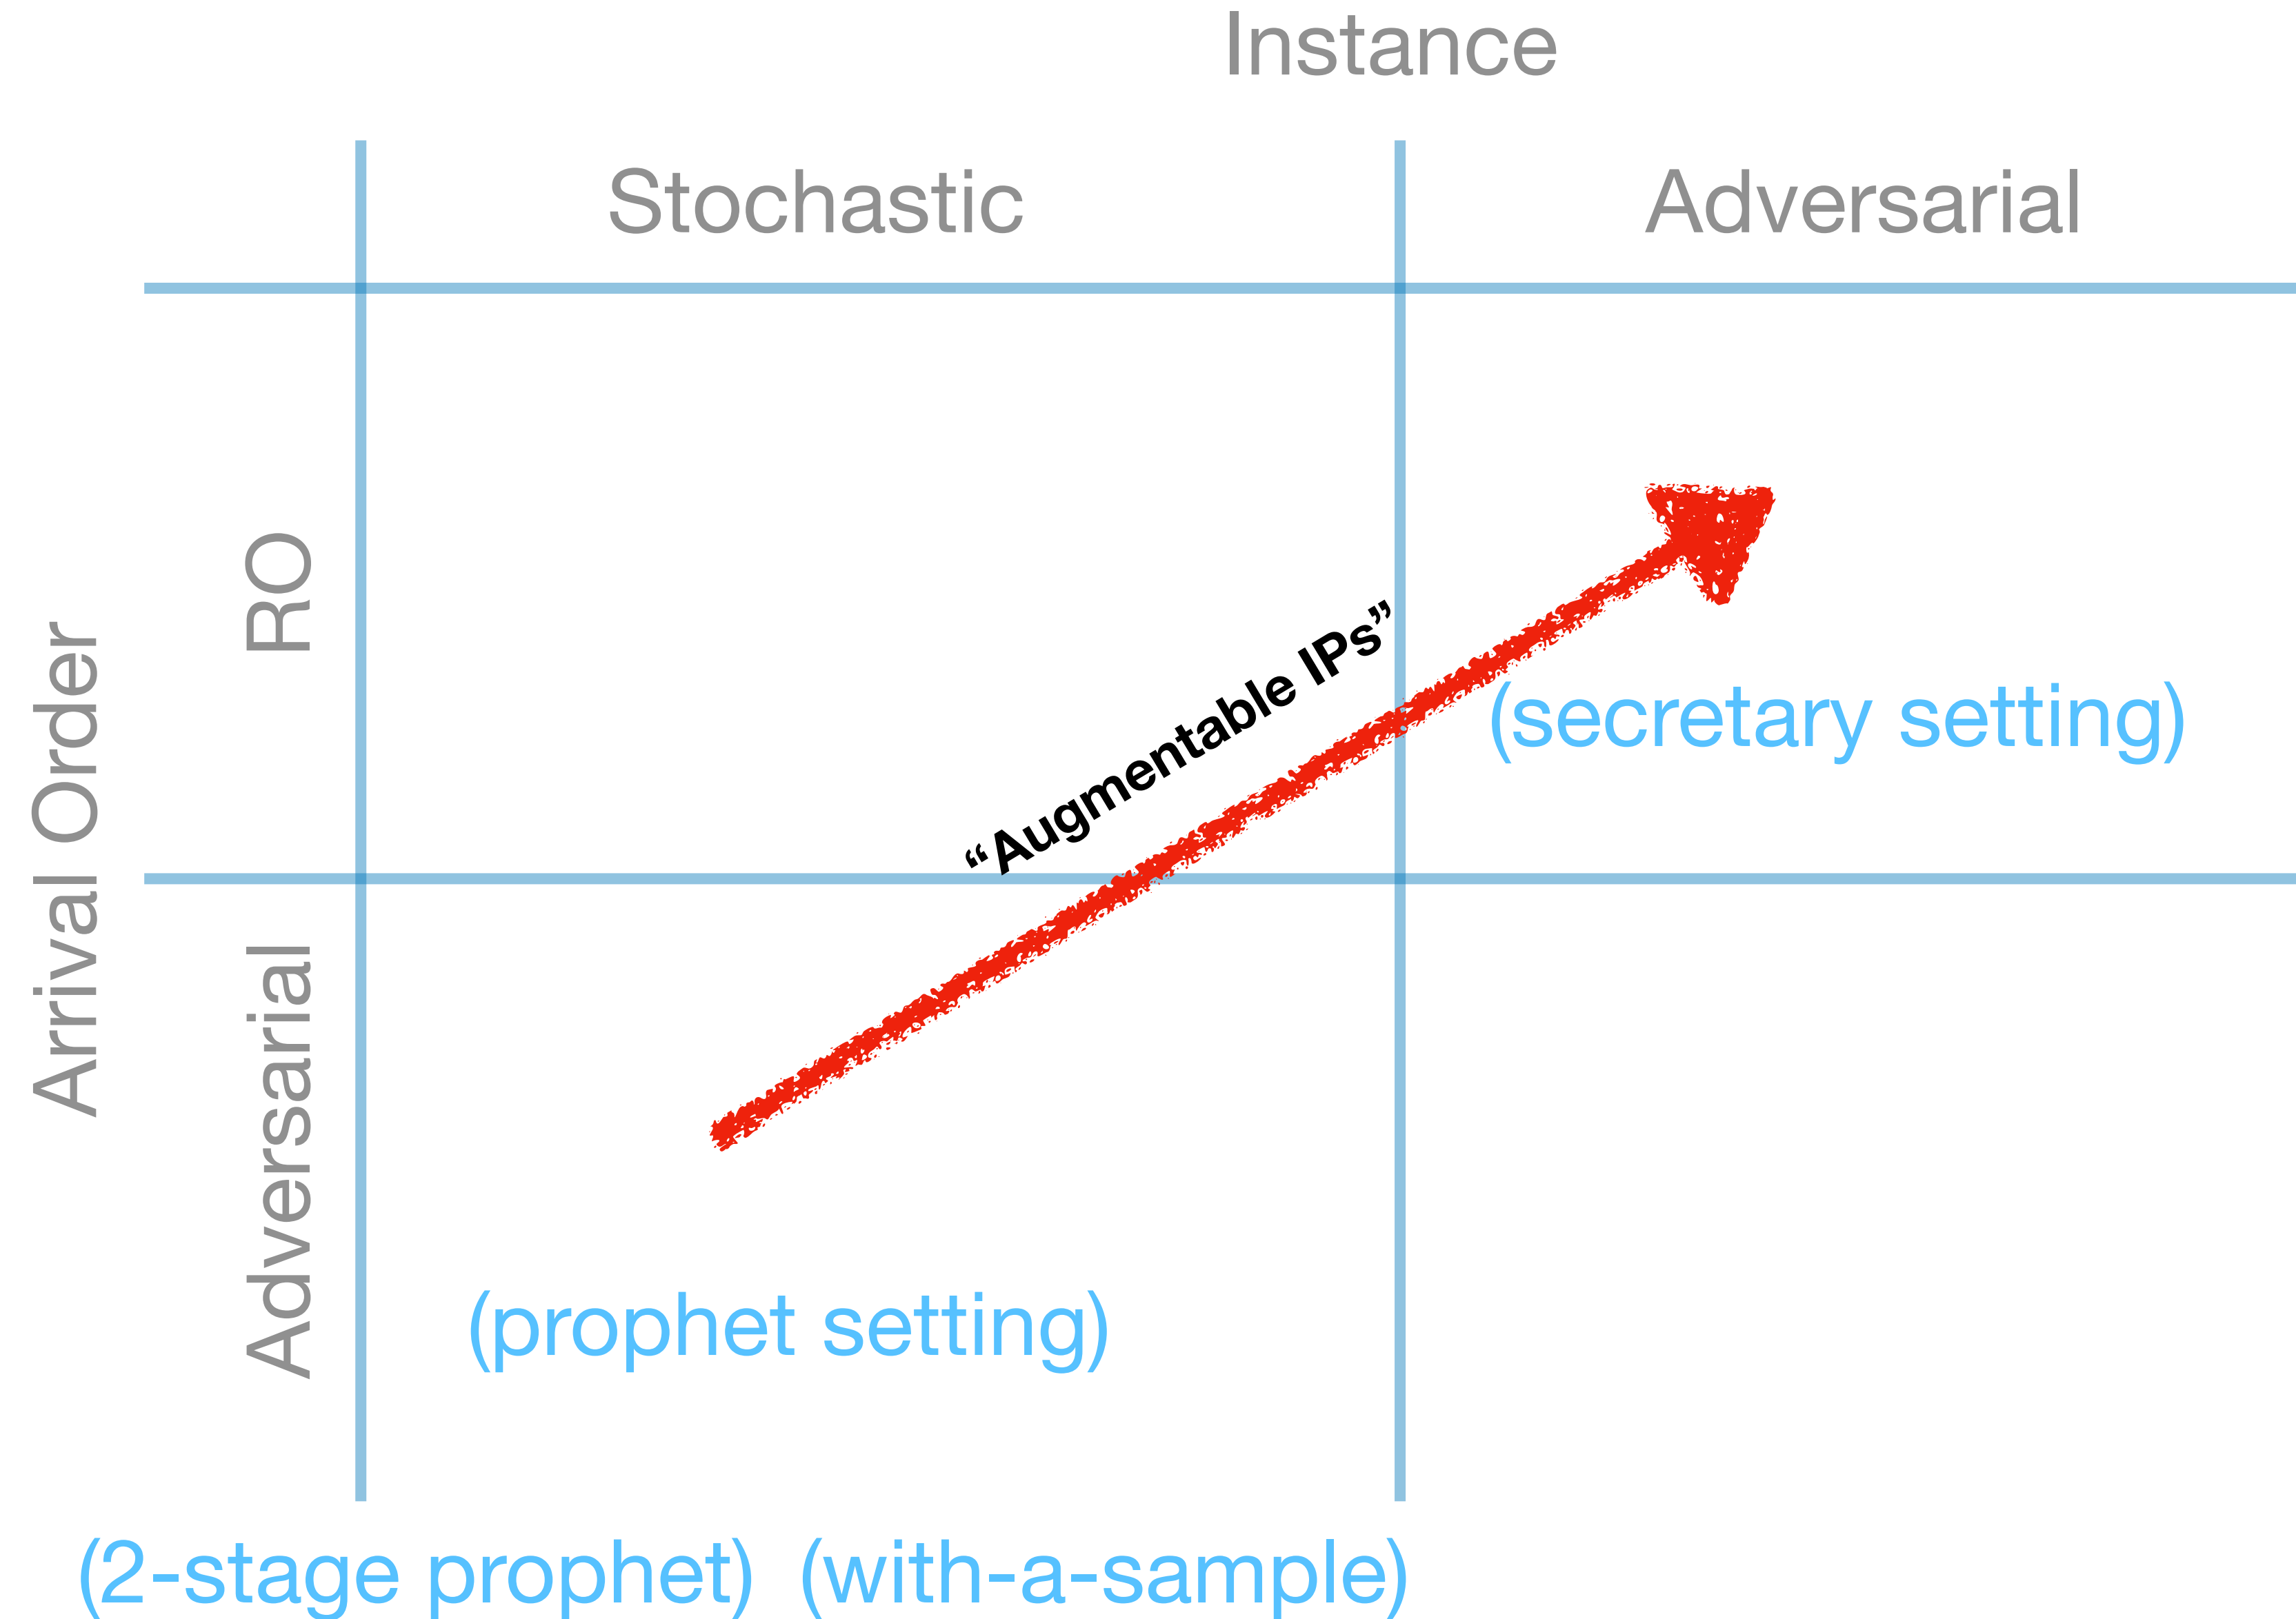 Instance
Stochastic
Adversarial
Arrival Order
RO
“Augmentable IPs”
(secretary setting)
Adversarial
(prophet setting)
(2-stage prophet) (with-a-sample)